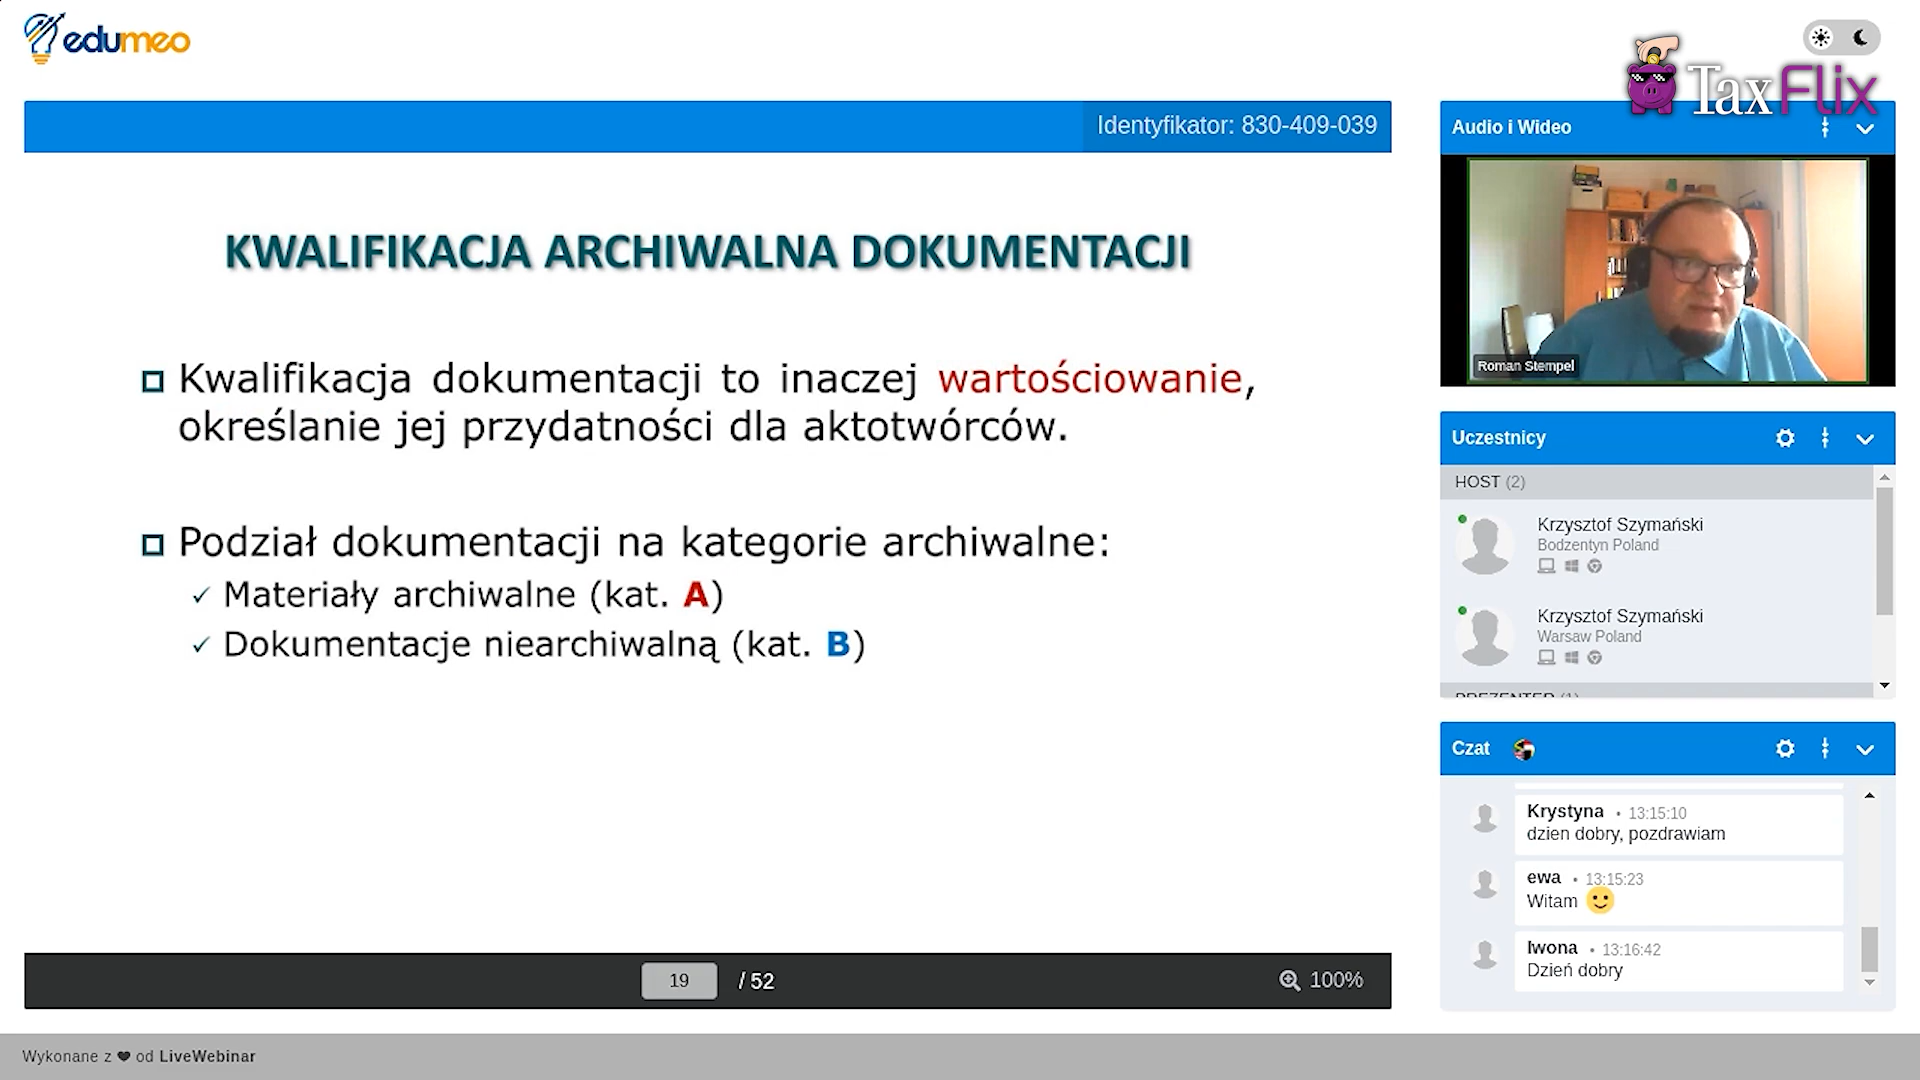 edumeo
TaxFlix
Identyfikator: 830-409-039
KWALIFIKACJA ARCHIWALNA DOKUMENTACJI
Kwalifikacja dokumentacji to inaczej wartościowanie,
określanie jej przydatności dla aktotwórców.
Podział dokumentacji na kategorie archiwalne:
✓ Materiały archiwalne (kat. A)
✓ Dokumentacje niearchiwalną (kat. B)
19 / 52
100%
Wykonane z ❤ od LiveWebinar
Audio i Wideo
Roman Stempel
Uczestnicy
HOST (2)
Krzysztof Szymański
Bodzentyn Poland
Krzysztof Szymański
Warsaw Poland
PREZENTER (1)
Czat
Krystyna • 13:15:10
dzien dobry, pozdrawiam
ewa • 13:15:23
Witam 🙂
Iwona • 13:16:42
Dzień dobry